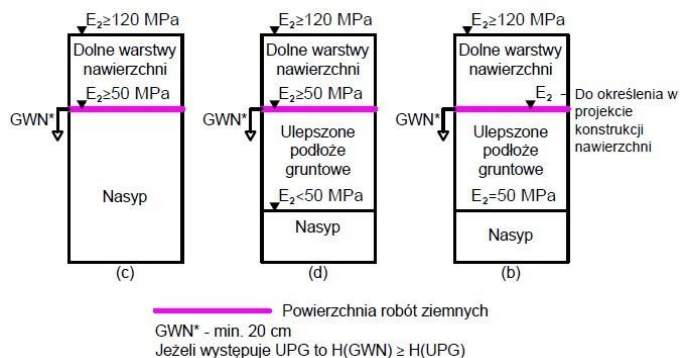 E₂≥120 MPa
Dolne warstwy
nawierzchni
E₂≥50 MPa
GWN*
Nasyp
(c)
E₂≥120 MPa
Dolne warstwy
nawierzchni
E₂≥50 MPa
GWN*
Ulepszone
podłoże
gruntowe
E₂<50 MPa
Nasyp
(d)
E₂≥120 MPa
Dolne warstwy
nawierzchni
E₂ - Do określenia w
projekcie
konstrukcji
nawierzchni
GWN*
Ulepszone
podłoże
gruntowe
E₂=50 MPa
Nasyp
(b)
Powierzchnia robót ziemnych
GWN* - min. 20 cm
Jeżeli występuje UPG to H(GWN) ≥ H(UPG)